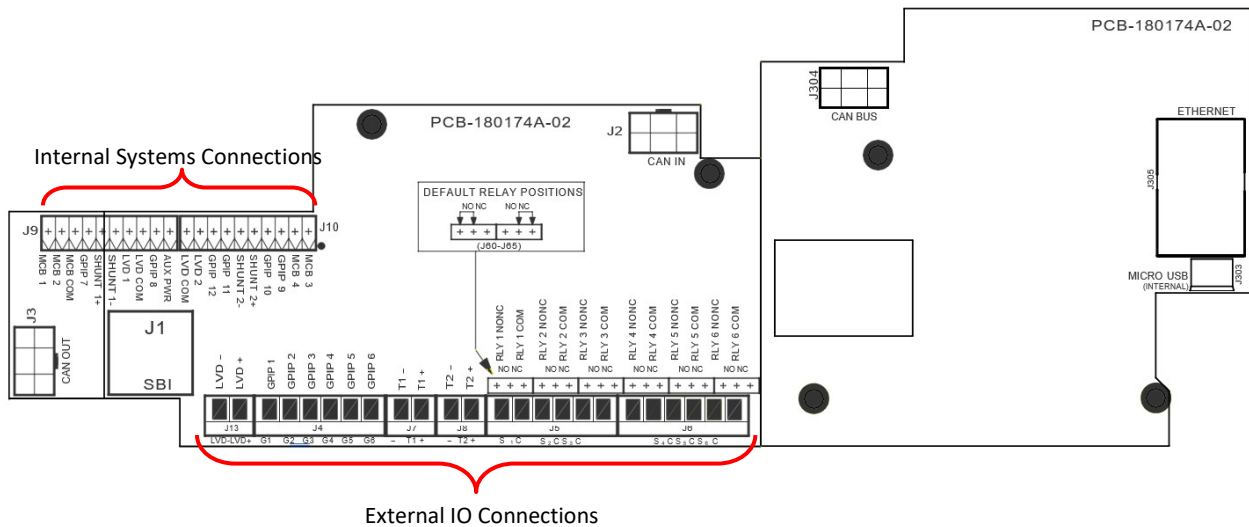 PCB-180174A-02
J304
CAN BUS
ETHERNET
J305
MICRO USB
(INTERNAL)
J303
PCB-180174A-02
J2
CAN IN
Internal Systems Connections
DEFAULT RELAY POSITIONS
NO NC NO NC
(J60-J65)
J9
J10
MCB 1
MCB 2
MCB COM
GPIP 7
SHUNT 1+
SHUNT 1-
LVD 1
LVD COM
GPIP 8
AUX PWR
LVD COM
LVD 2
GPIP 12
GPIP 11
SHUNT 2-
SHUNT 2+
GPIP 10
GPIP 9
MCB 4
MCB 3
J3
CAN OUT
J1
SBI
LVD -
LVD +
GPIP 1
GPIP 2
GPIP 3
GPIP 4
GPIP 5
GPIP 6
T1 -
T1 +
T2 -
T2 +
RLY 1 NONC
RLY 1 COM
RLY 2 NONC
RLY 2 COM
RLY 3 NONC
RLY 3 COM
RLY 4 NONC
RLY 4 COM
RLY 5 NONC
RLY 5 COM
RLY 6 NONC
RLY 6 COM
NO NC NO NC NO NC NO NC NO NC NO NC
J13 J4 J7 J8 J5 J6
LVD- LVD+ G1 G2 G3 G4 G5 G6 - T1 + - T2 + S 1 C S 2 C S 3 C S 4 C S 5 C S 6 C
External IO Connections